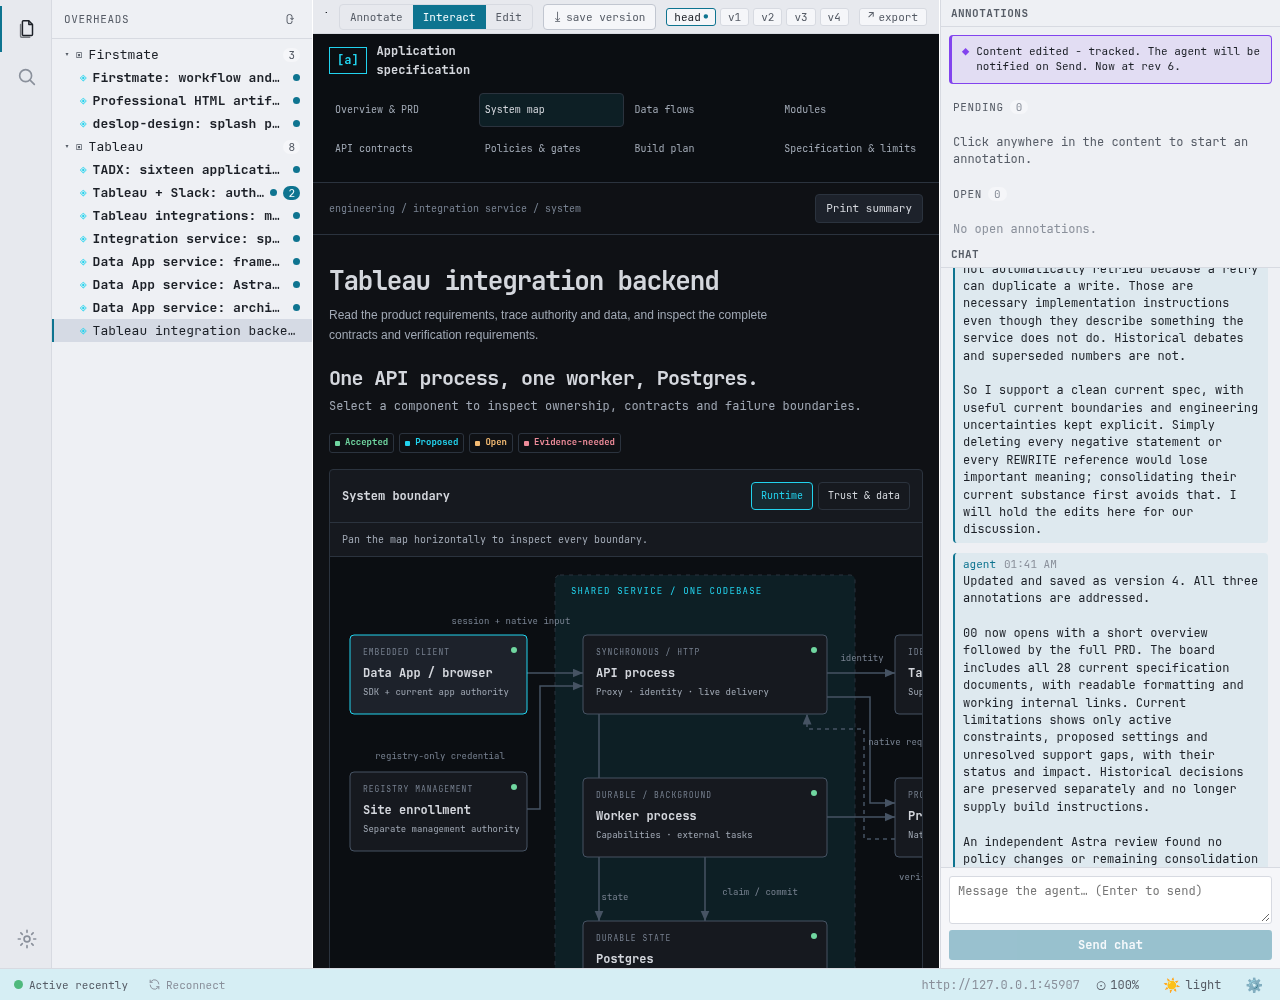 OVERHEADS
Firstmate 3
Firstmate: workflow and…
Professional HTML artif…
deslop-design: splash p…
Tableau 8
TADX: sixteen applicati…
Tableau + Slack: auth… 2
Tableau integrations: m…
Integration service: sp…
Data App service: frame…
Data App service: Astra…
Data App service: archi…
Tableau integration backe…
Annotate Interact Edit save version head v1 v2 v3 v4 export
[a] Application
specification
Overview & PRD System map Data flows Modules
API contracts Policies & gates Build plan Specification & limits
engineering / integration service / system Print summary
Tableau integration backend
Read the product requirements, trace authority and data, and inspect the complete
contracts and verification requirements.
One API process, one worker, Postgres.
Select a component to inspect ownership, contracts and failure boundaries.
Accepted Proposed Open Evidence-needed
System boundary Runtime Trust & data
Pan the map horizontally to inspect every boundary.
SHARED SERVICE / ONE CODEBASE
session + native input
EMBEDDED CLIENT
Data App / browser
SDK + current app authority
SYNCHRONOUS / HTTP
API process
Proxy · identity · live delivery
identity
registry-only credential
REGISTRY MANAGEMENT
Site enrollment
Separate management authority
DURABLE / BACKGROUND
Worker process
Capabilities · external tasks
native req
state
claim / commit
DURABLE STATE
Postgres
ANNOTATIONS
Content edited - tracked. The agent will be
notified on Send. Now at rev 6.
PENDING 0
Click anywhere in the content to start an
annotation.
OPEN 0
No open annotations.
CHAT
not automatically retried because a retry
can duplicate a write. Those are
necessary implementation instructions
even though they describe something the
service does not do. Historical debates
and superseded numbers are not.
So I support a clean current spec, with
useful current boundaries and engineering
uncertainties kept explicit. Simply
deleting every negative statement or
every REWRITE reference would lose
important meaning; consolidating their
current substance first avoids that. I
will hold the edits here for our
discussion.
agent 01:41 AM
Updated and saved as version 4. All three
annotations are addressed.
00 now opens with a short overview
followed by the full PRD. The board
includes all 28 current specification
documents, with readable formatting and
working internal links. Current
limitations shows only active
constraints, proposed settings and
unresolved support gaps, with their
status and impact. Historical decisions
are preserved separately and no longer
supply build instructions.
An independent Astra review found no
policy changes or remaining consolidation
Message the agent… (Enter to send)
Send chat
Active recently Reconnect http://127.0.0.1:45907 100% light